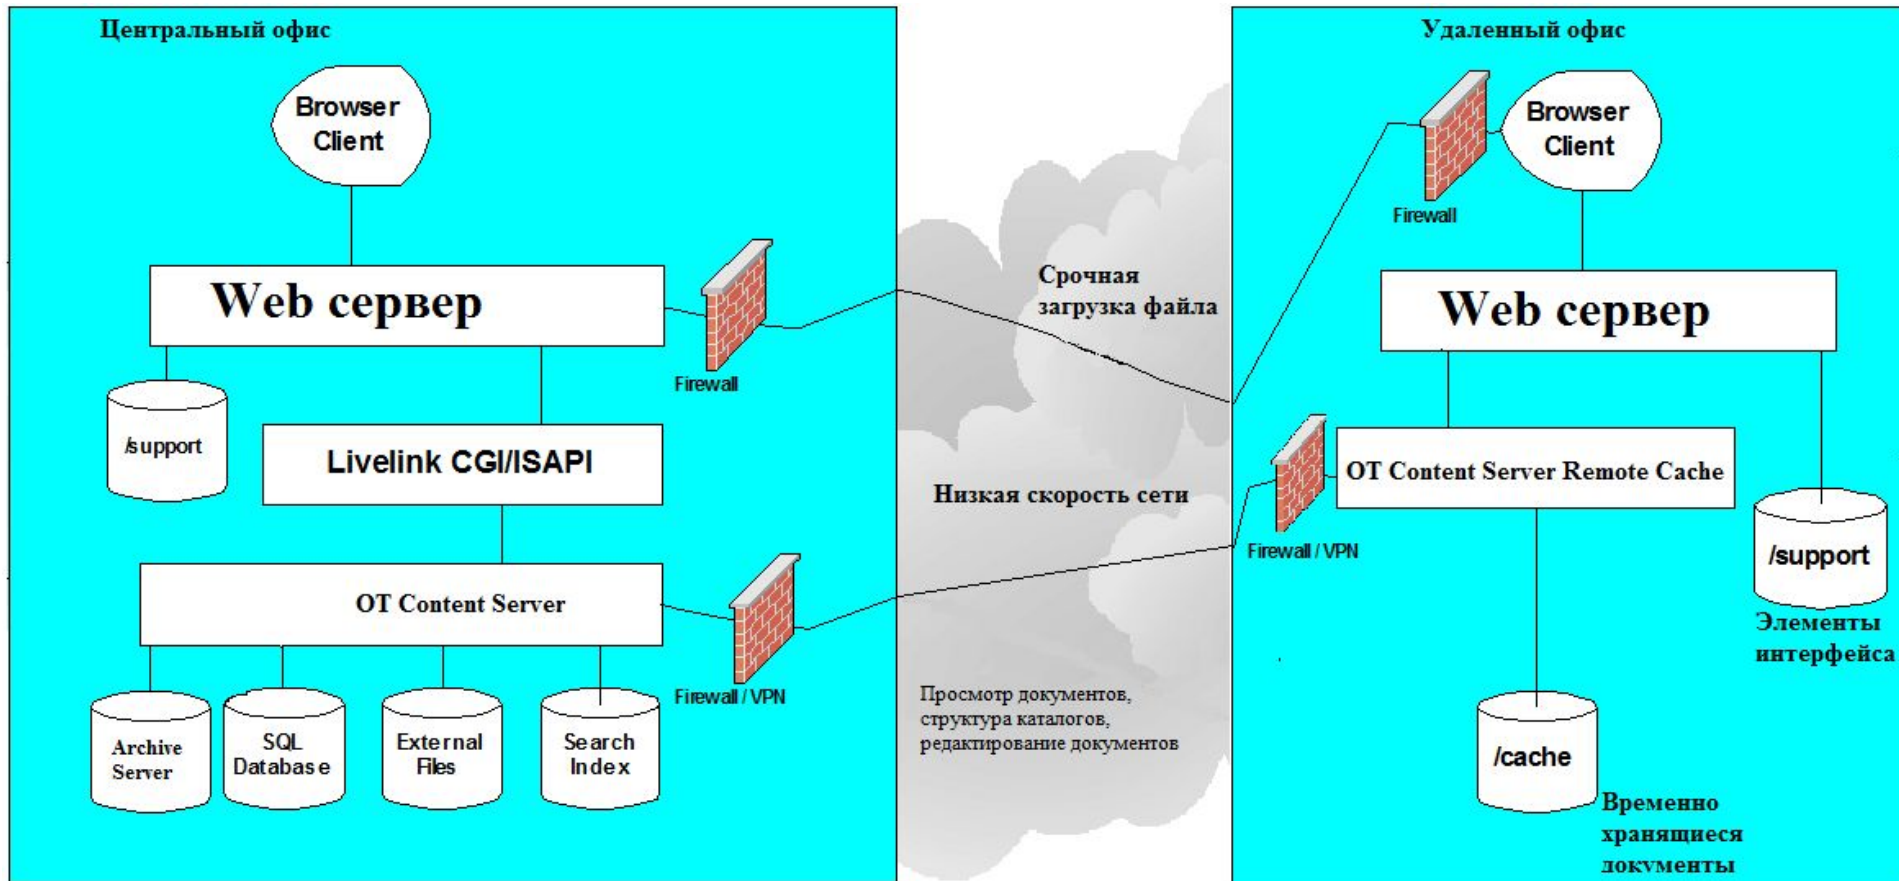 Центральный офис
Browser
Client
Web сервер
Firewall
/support
Livelink CGI/ISAPI
OT Content Server
Firewall / VPN
Archive
Server
SQL
Database
External
Files
Search
Index
Срочная
загрузка файла
Низкая скорость сети
Просмотр документов,
структура каталогов,
редактирование документов
Удаленный офис
Browser
Client
Firewall
Web сервер
OT Content Server Remote Cache
Firewall / VPN
/support
Элементы
интерфейса
/cache
Временно
хранящиеся
документы